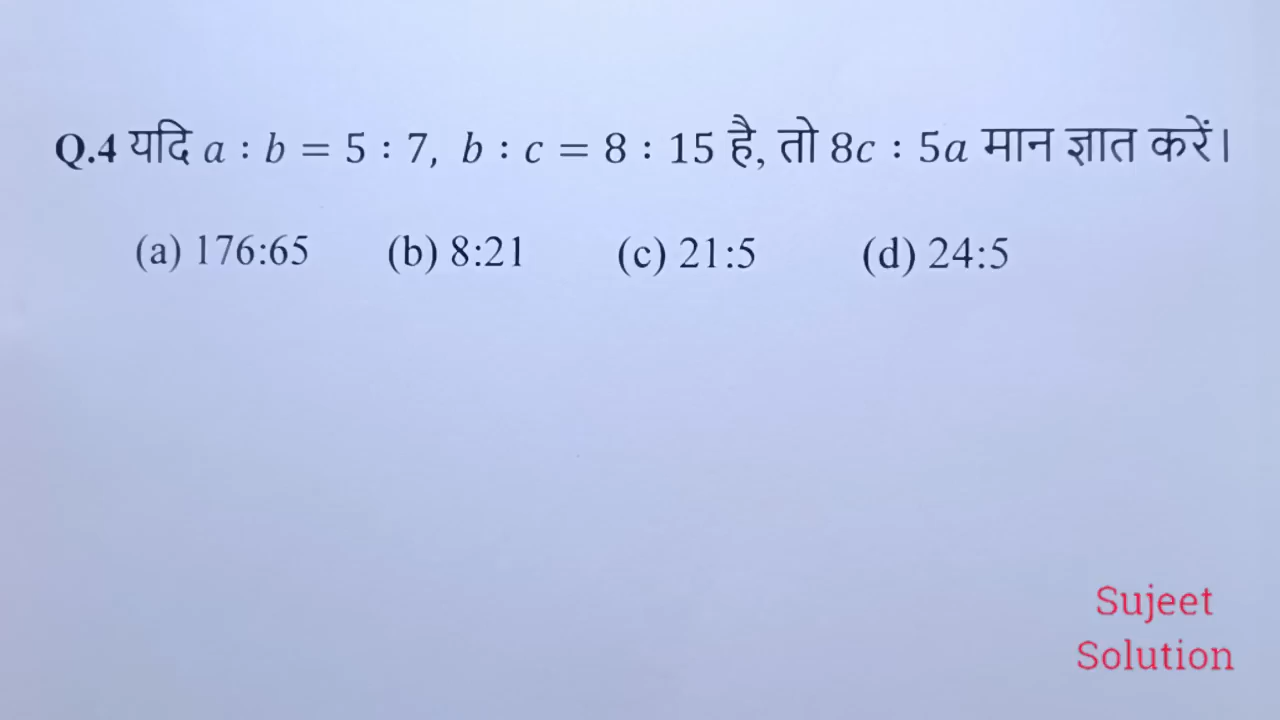 Q.4 यदि a : b = 5 : 7, b : c = 8 : 15 है, तो 8c : 5a मान ज्ञात करें।
(a) 176:65 (b) 8:21 (c) 21:5 (d) 24:5
Sujeet
Solution